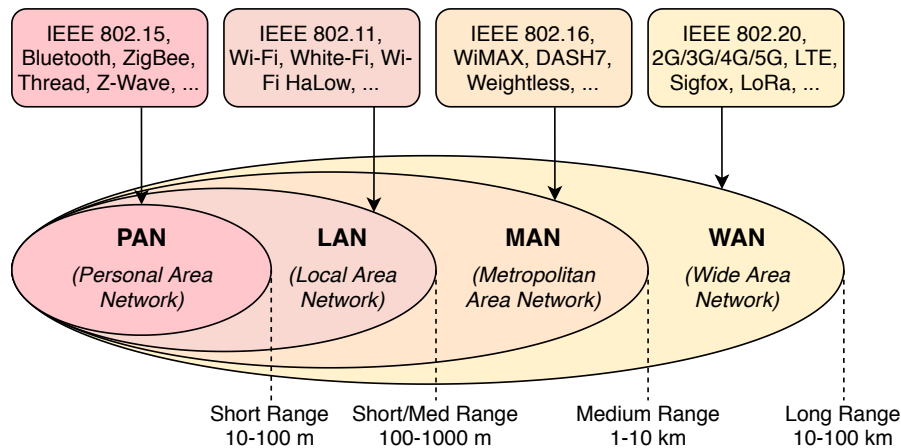 IEEE 802.15,
Bluetooth, ZigBee,
Thread, Z-Wave, ...
IEEE 802.11,
Wi-Fi, White-Fi, Wi-
Fi HaLow, ...
IEEE 802.16,
WiMAX, DASH7,
Weightless, ...
IEEE 802.20,
2G/3G/4G/5G, LTE,
Sigfox, LoRa, ...
PAN
(Personal Area
Network)
LAN
(Local Area
Network)
MAN
(Metropolitan
Area Network)
WAN
(Wide Area
Network)
Short Range
10-100 m
Short/Med Range
100-1000 m
Medium Range
1-10 km
Long Range
10-100 km